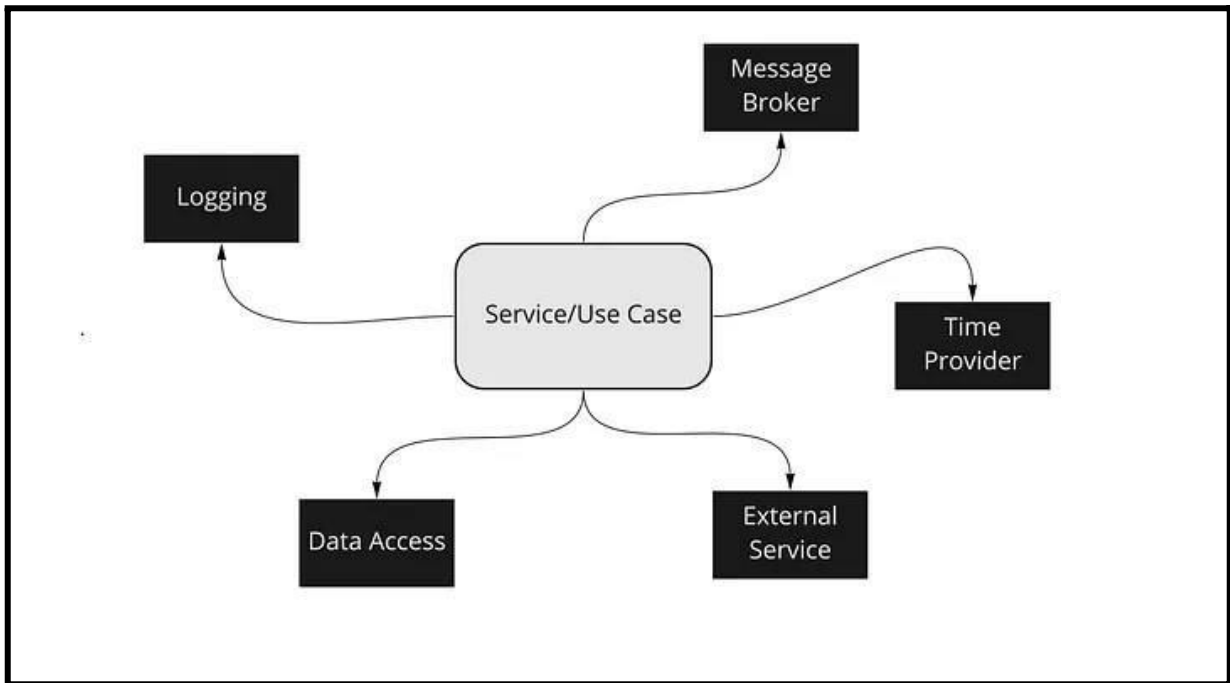 Message
Broker
Logging
Service/Use Case
Time
Provider
Data Access
External
Service